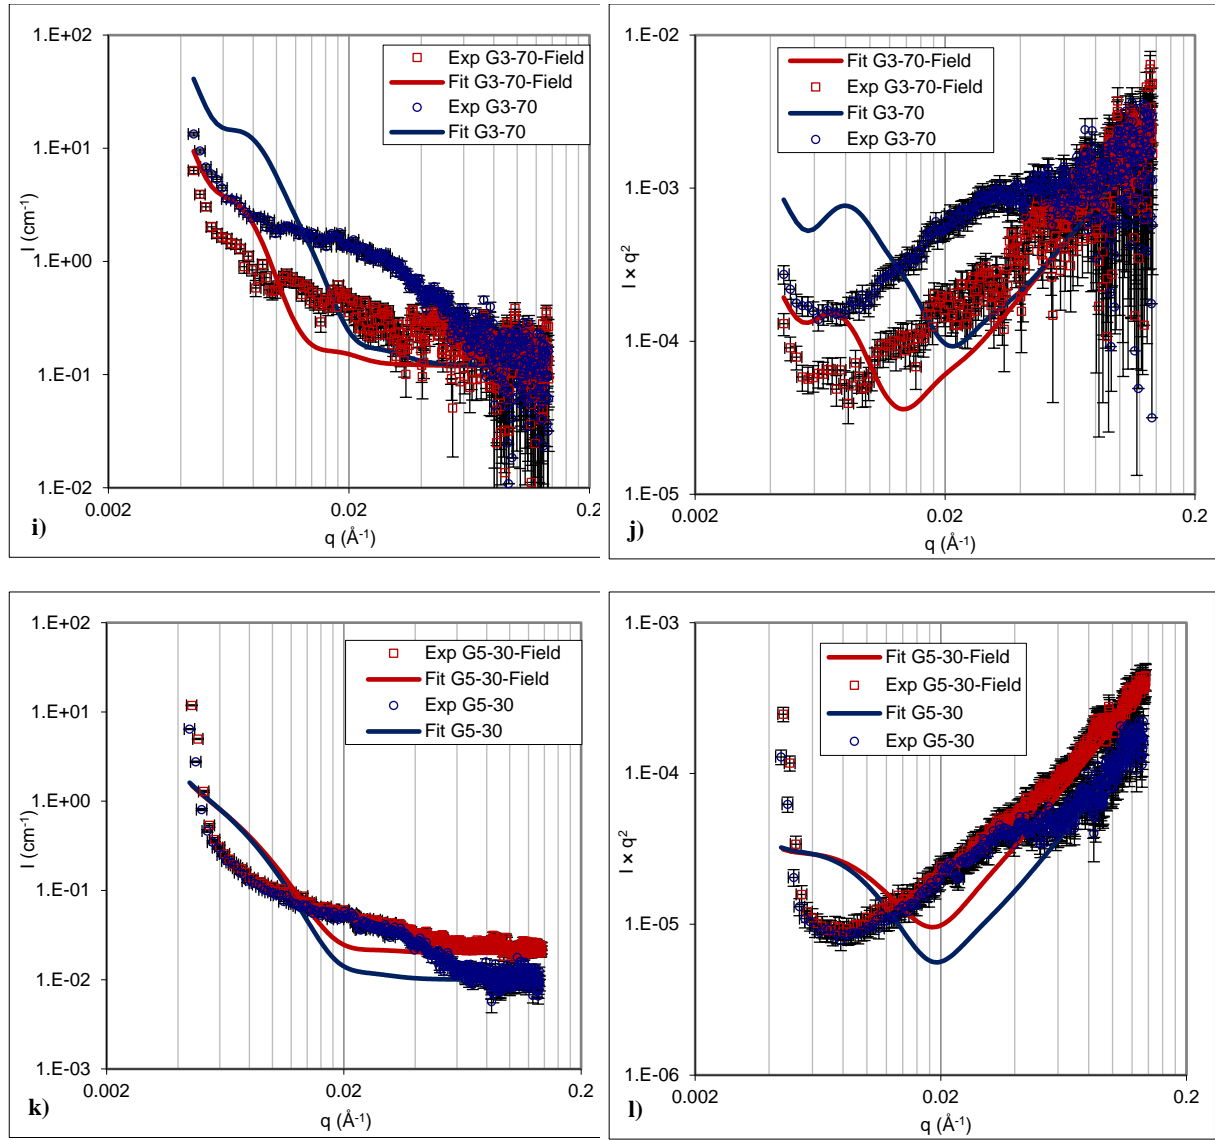 1.E+02
1.E+01
1.E+00
1.E-01
1.E-02
I (cm-1)
Exp G3-70-Field
Fit G3-70-Field
Exp G3-70
Fit G3-70
0.002
0.02
0.2
q (Å-1)
i)
1.E-02
1.E-03
1.E-04
1.E-05
I × q2
Fit G3-70-Field
Exp G3-70-Field
Fit G3-70
Exp G3-70
0.002
0.02
0.2
q (Å-1)
j)
1.E+02
1.E+01
1.E+00
1.E-01
1.E-02
1.E-03
I (cm-1)
Exp G5-30-Field
Fit G5-30-Field
Exp G5-30
Fit G5-30
0.002
0.02
0.2
q (Å-1)
k)
1.E-03
1.E-04
1.E-05
1.E-06
I × q2
Fit G5-30-Field
Exp G5-30-Field
Fit G5-30
Exp G5-30
0.002
0.02
0.2
q (Å-1)
l)